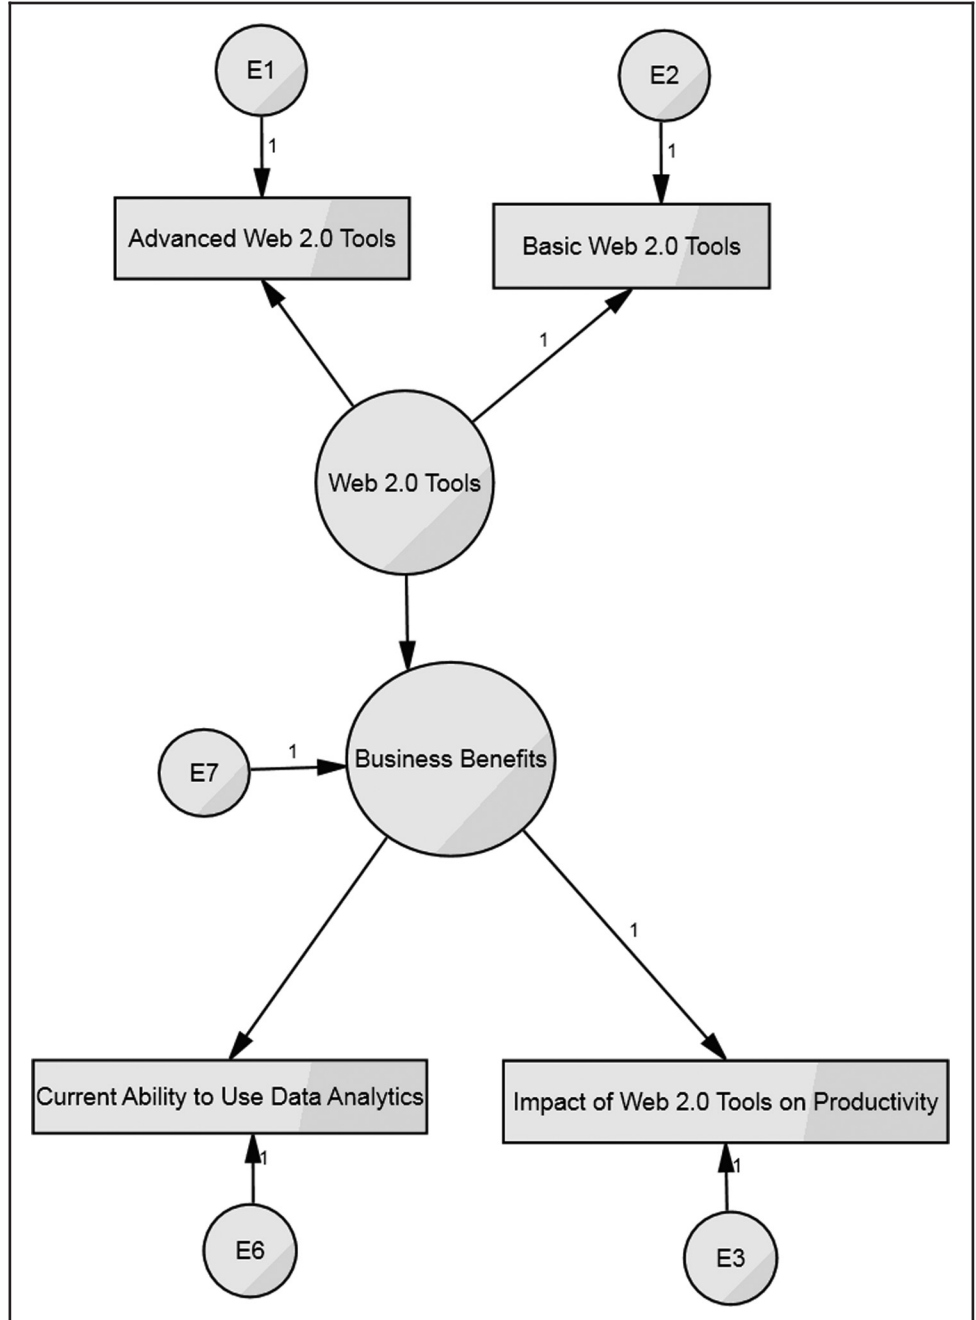 E1
E2
1
1
Advanced Web 2.0 Tools
Basic Web 2.0 Tools
1
Web 2.0 Tools
1
E7
Business Benefits
1
Current Ability to Use Data Analytics
Impact of Web 2.0 Tools on Productivity
1
1
E6
E3